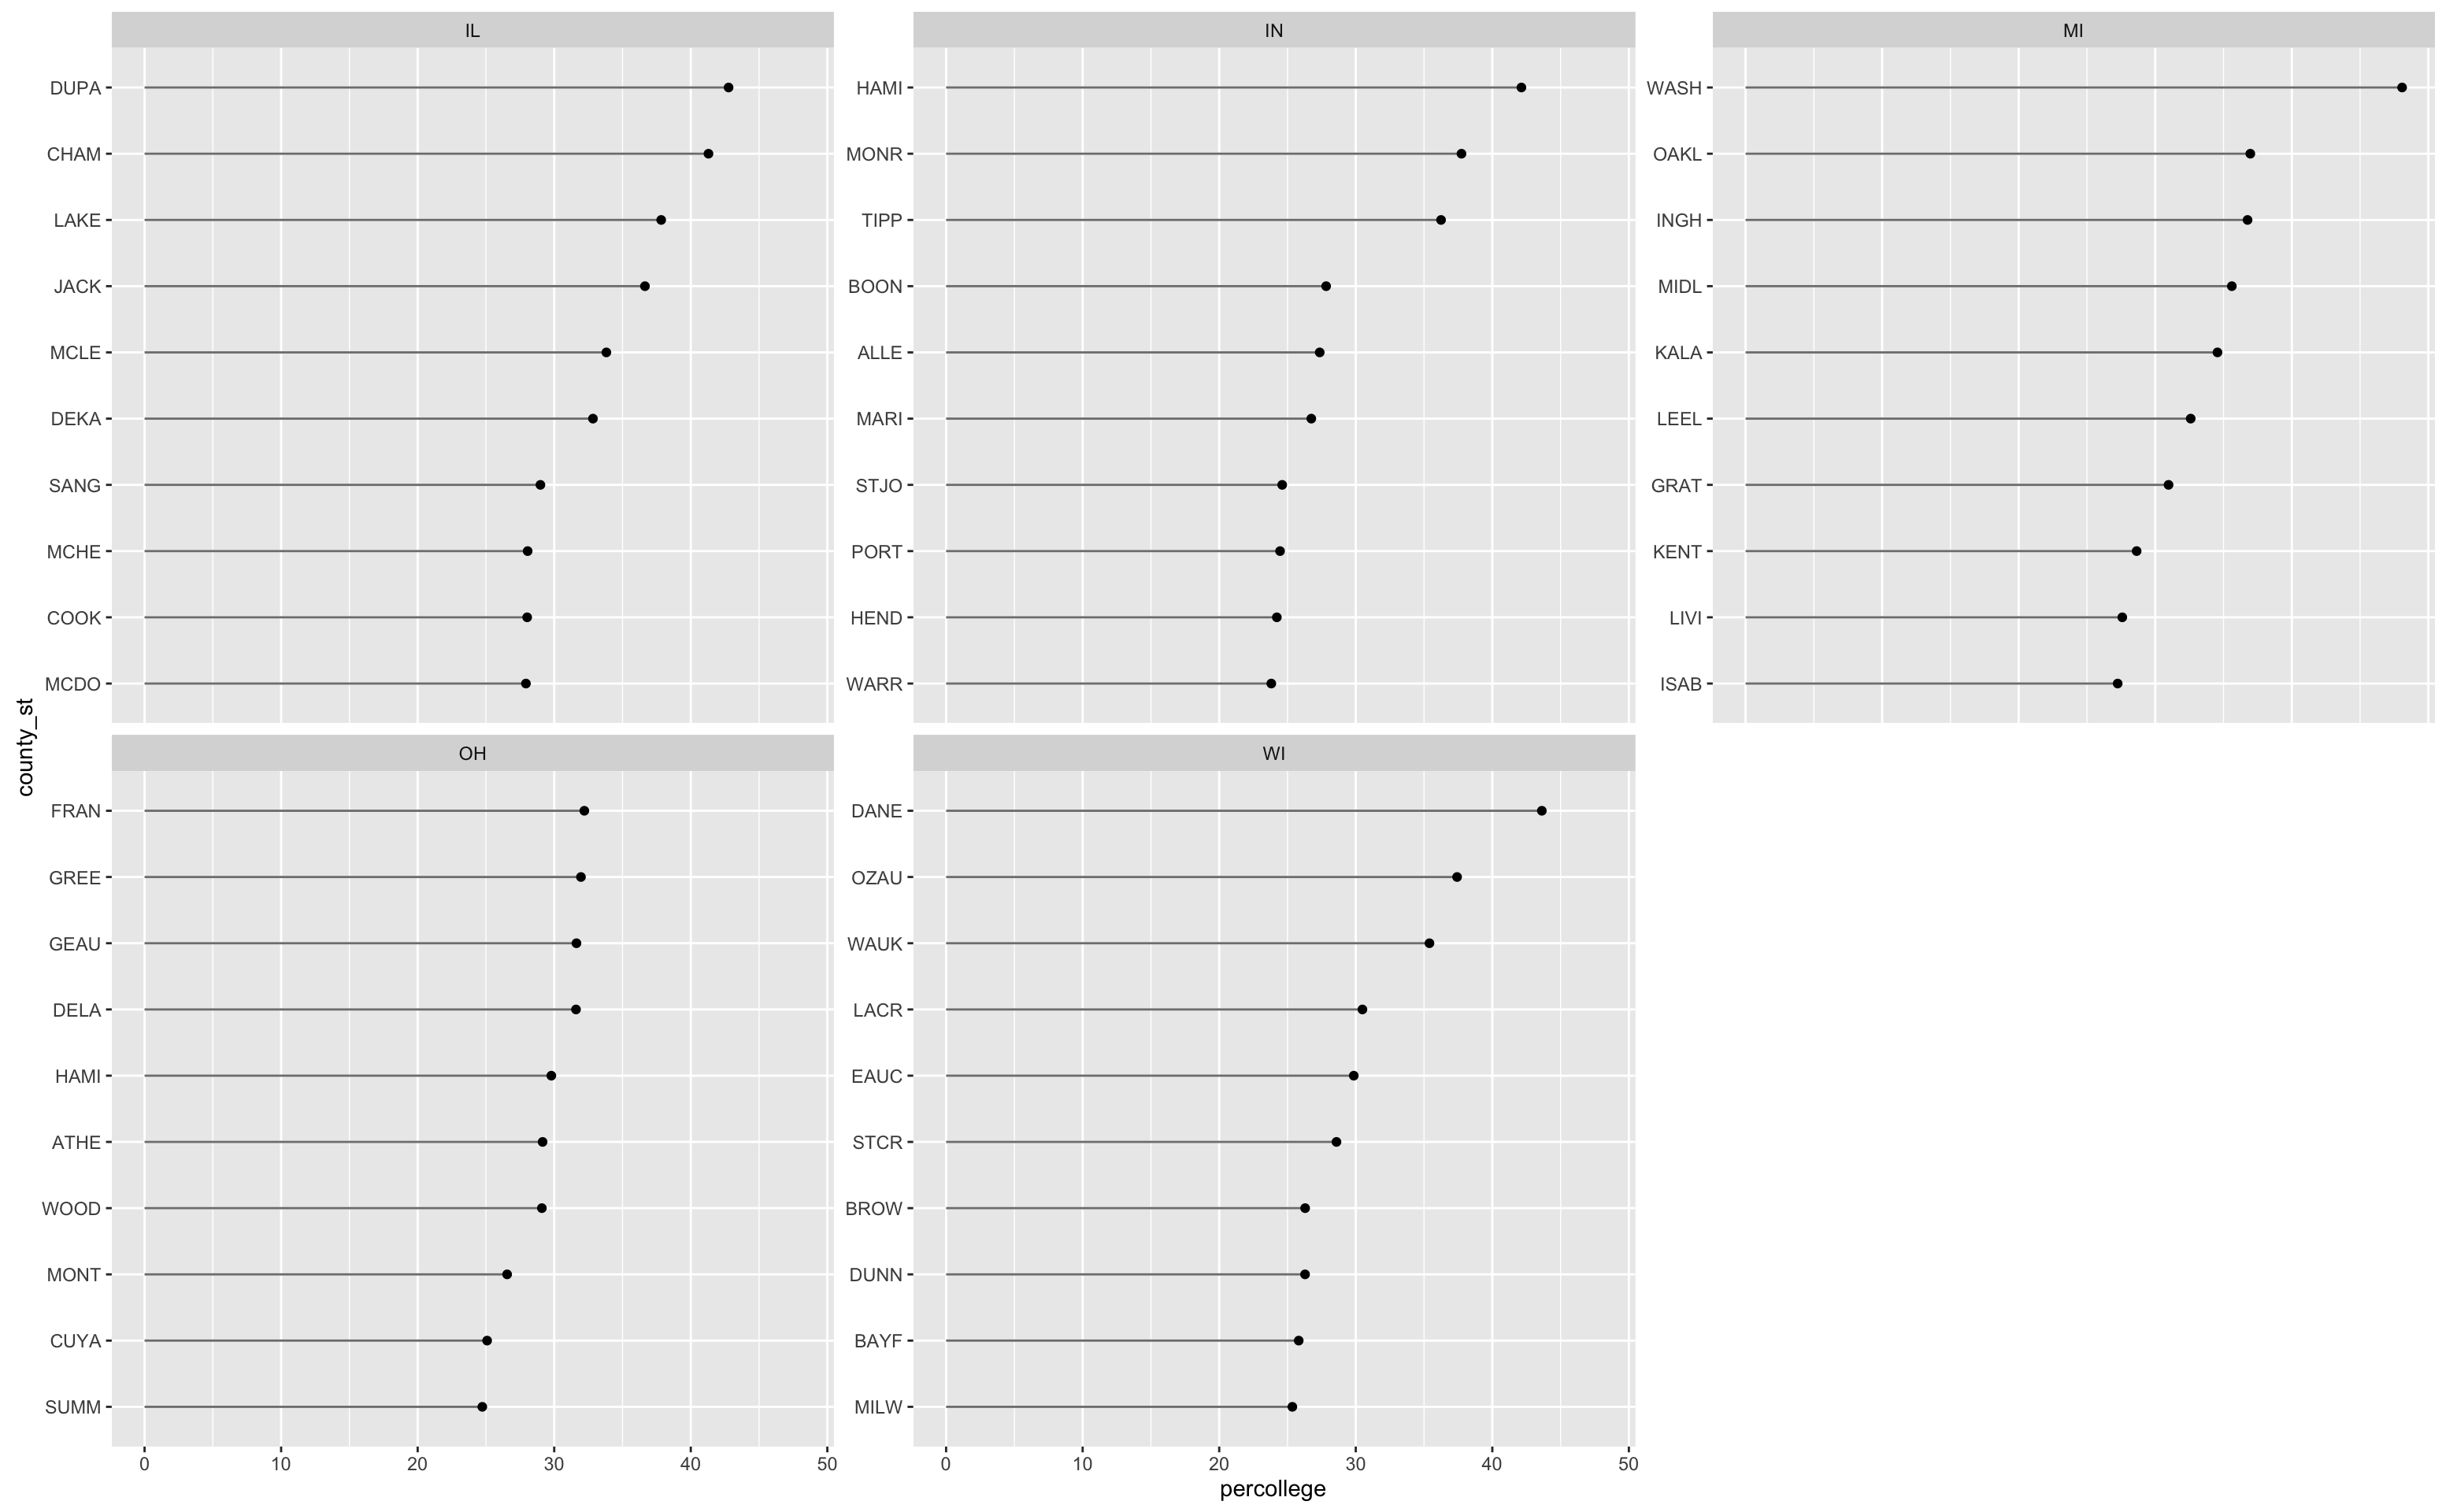 IL
DUPA
CHAM
LAKE
JACK
MCLE
DEKA
SANG
MCHE
COOK
MCDO
IN
HAMI
MONR
TIPP
BOON
ALLE
MARI
STJO
PORT
HEND
WARR
MI
WASH
OAKL
INGH
MIDL
KALA
LEEL
GRAT
KENT
LIVI
ISAB
county_st
OH
FRAN
GREE
GEAU
DELA
HAMI
ATHE
WOOD
MONT
CUYA
SUMM
0 10 20 30 40 50
WI
DANE
OZAU
WAUK
LACR
EAUC
STCR
BROW
DUNN
BAYF
MILW
0 10 20 30 40 50
percollege